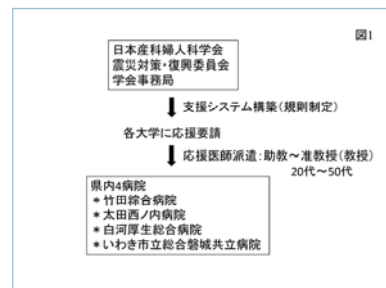 図1
日本産科婦人科学会
震災対策・復興委員会
学会事務局
支援システム構築(規則制定)
各大学に応援要請
応援医師派遣:助教〜准教授(教授)
20代〜50代
県内4病院
＊竹田綜合病院
＊太田西ノ内病院
＊白河厚生総合病院
＊いわき市立総合磐城共立病院